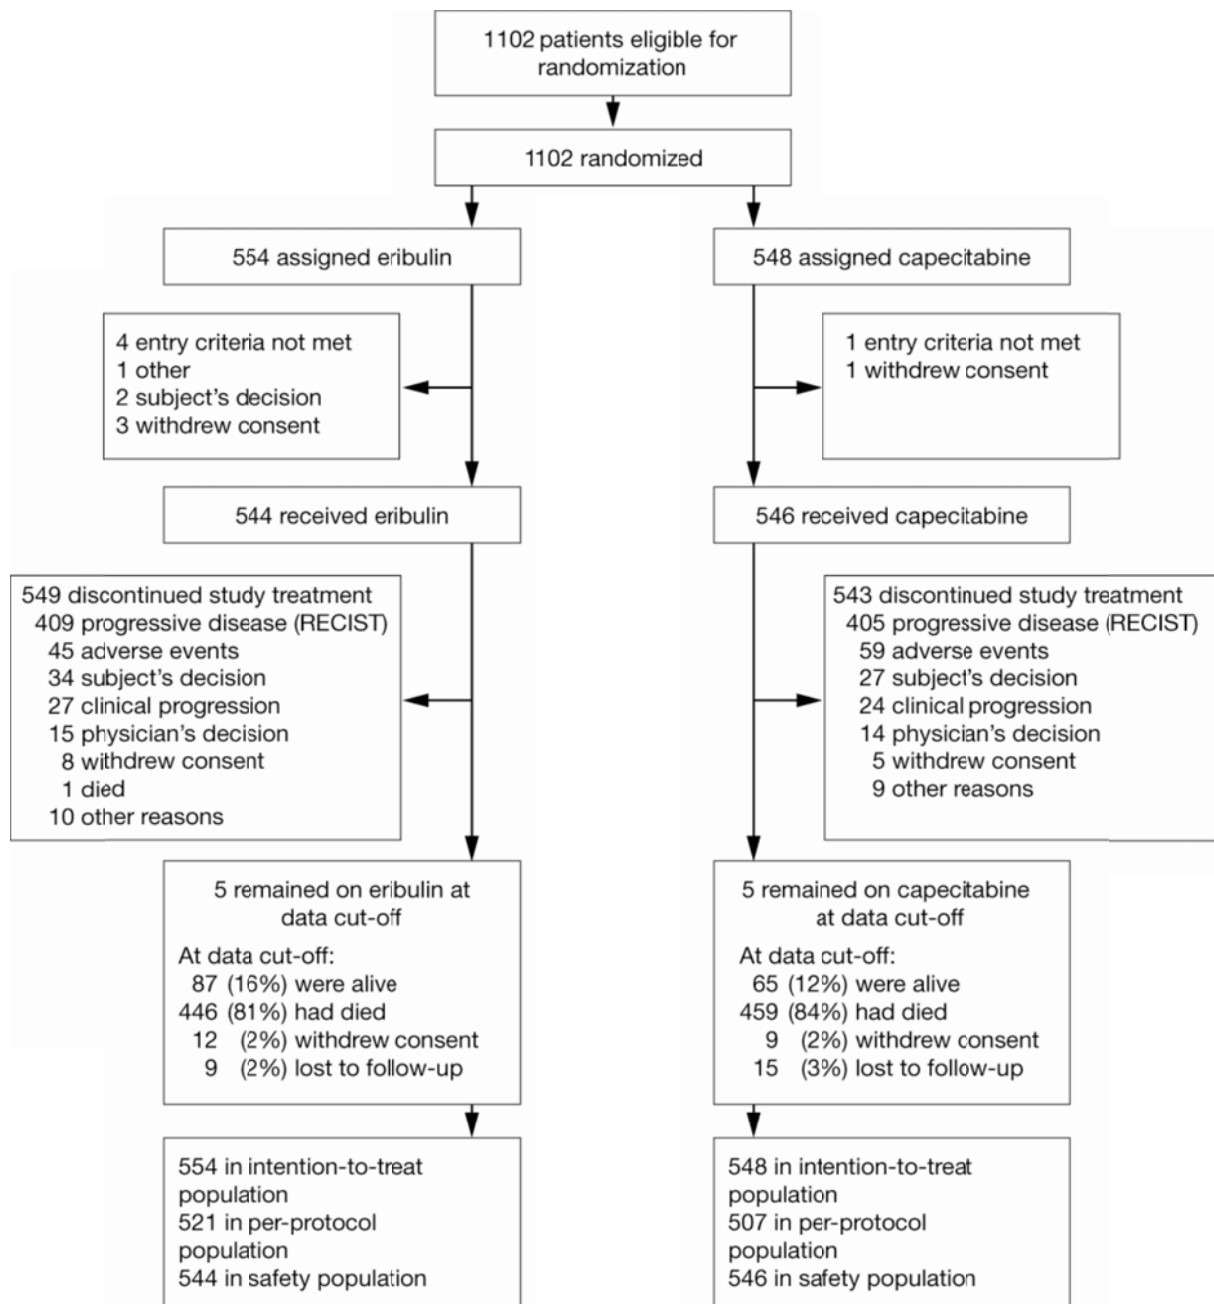 1102 patients eligible for
randomization
1102 randomized
554 assigned eribulin
548 assigned capecitabine
4 entry criteria not met
1 other
2 subject's decision
3 withdrew consent
1 entry criteria not met
1 withdrew consent
544 received eribulin
546 received capecitabine
549 discontinued study treatment
409 progressive disease (RECIST)
45 adverse events
34 subject's decision
27 clinical progression
15 physician's decision
8 withdrew consent
1 died
10 other reasons
543 discontinued study treatment
405 progressive disease (RECIST)
59 adverse events
27 subject's decision
24 clinical progression
14 physician's decision
5 withdrew consent
9 other reasons
5 remained on eribulin at
data cut-off
At data cut-off:
87 (16%) were alive
446 (81%) had died
12 (2%) withdrew consent
9 (2%) lost to follow-up
5 remained on capecitabine
at data cut-off
At data cut-off:
65 (12%) were alive
459 (84%) had died
9 (2%) withdrew consent
15 (3%) lost to follow-up
554 in intention-to-treat
population
521 in per-protocol
population
544 in safety population
548 in intention-to-treat
population
507 in per-protocol
population
546 in safety population